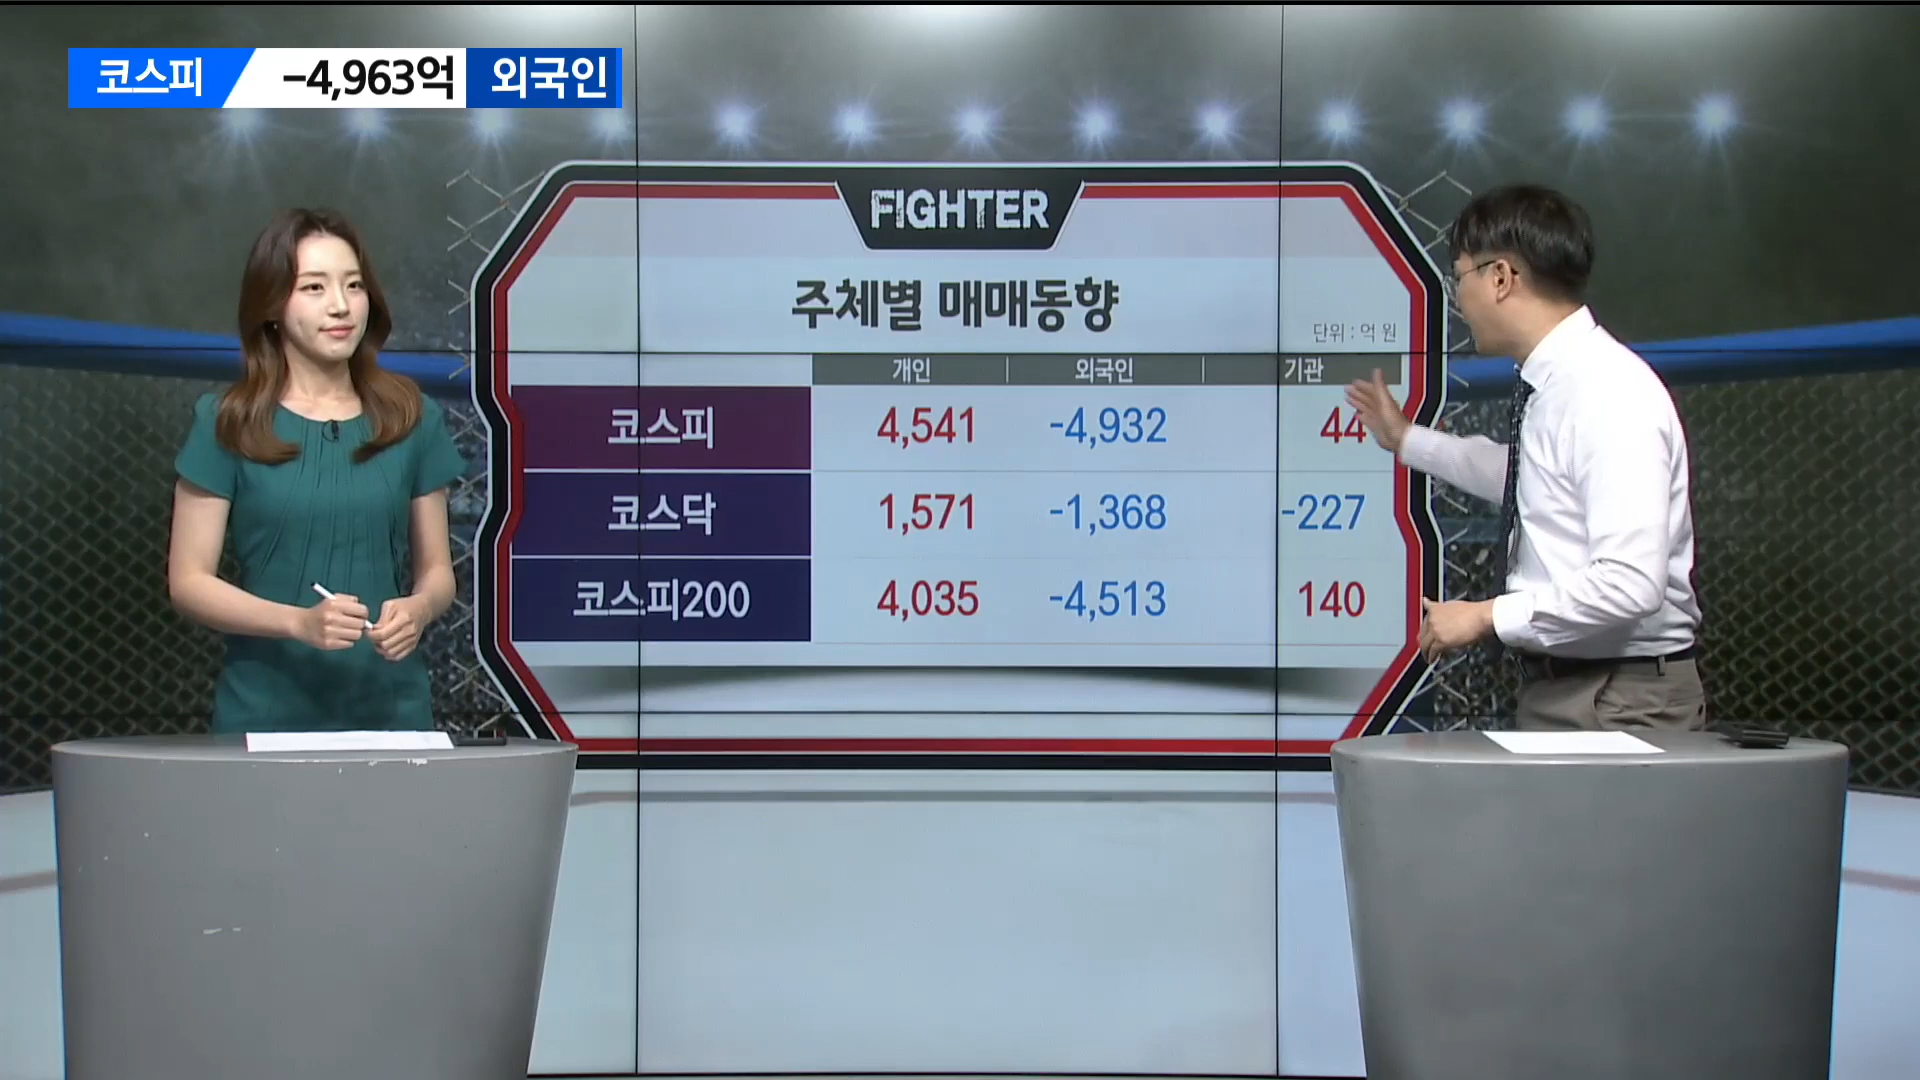 코스피 -4,963억 외국인
FIGHTER
주체별 매매동향
단위 : 억 원
개인 외국인 기관
코스피 4,541 -4,932 44
코스닥 1,571 -1,368 -227
코스피200 4,035 -4,513 140